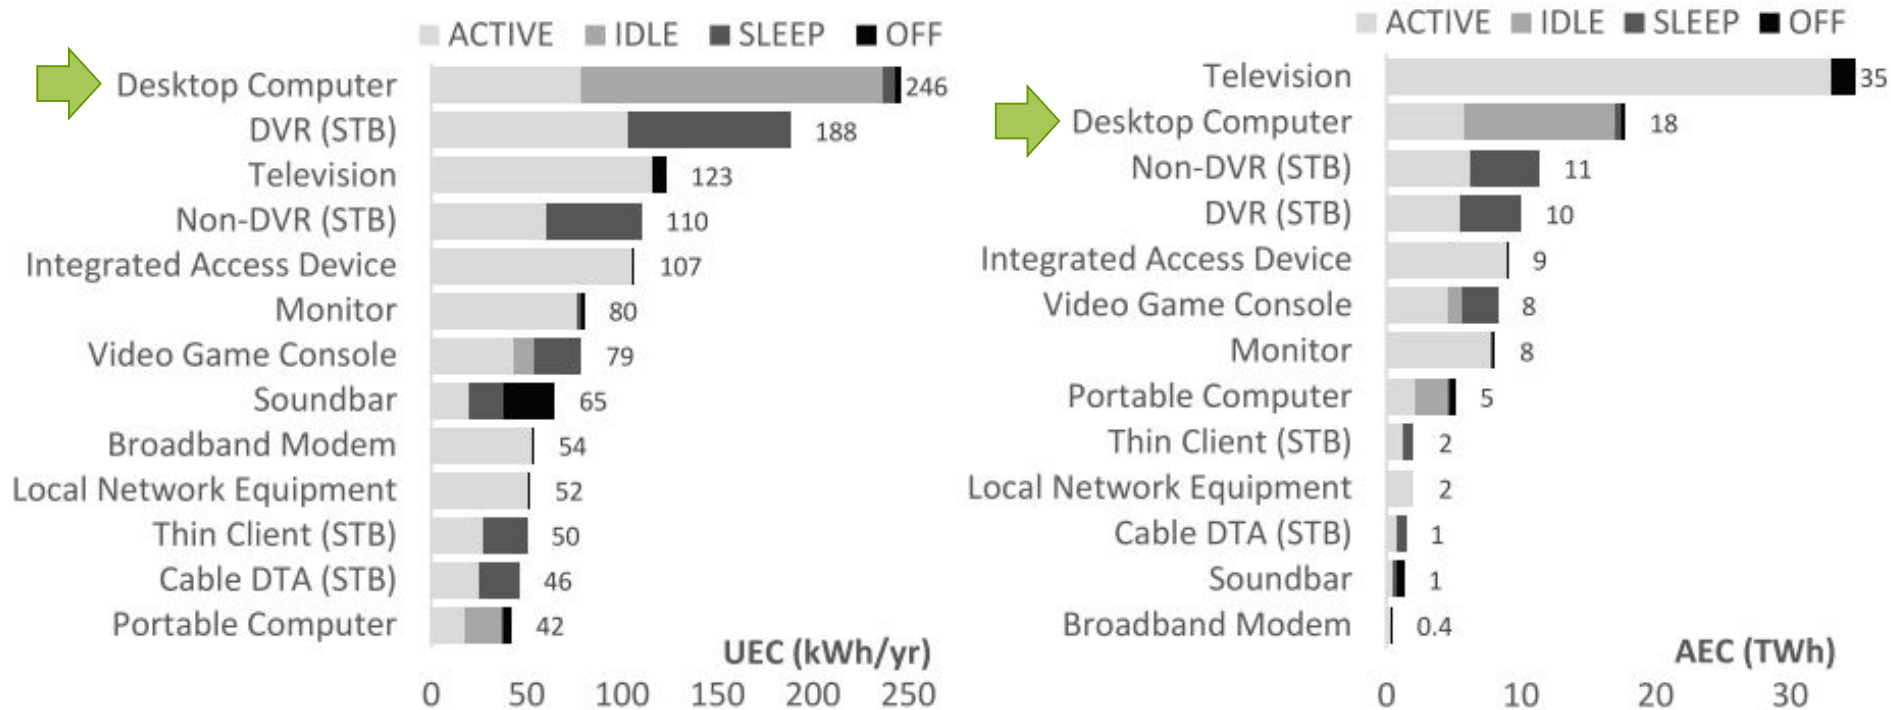 ACTIVE IDLE SLEEP OFF
Desktop Computer 246
DVR (STB) 188
Television 123
Non-DVR (STB) 110
Integrated Access Device 107
Monitor 80
Video Game Console 79
Soundbar 65
Broadband Modem 54
Local Network Equipment 52
Thin Client (STB) 50
Cable DTA (STB) 46
Portable Computer 42
UEC (kWh/yr)
0 50 100 150 200 250
ACTIVE IDLE SLEEP OFF
Television 35
Desktop Computer 18
Non-DVR (STB) 11
DVR (STB) 10
Integrated Access Device 9
Video Game Console 8
Monitor 8
Portable Computer 5
Thin Client (STB) 2
Local Network Equipment 2
Cable DTA (STB) 1
Soundbar 1
Broadband Modem 0.4
AEC (TWh)
0 10 20 30